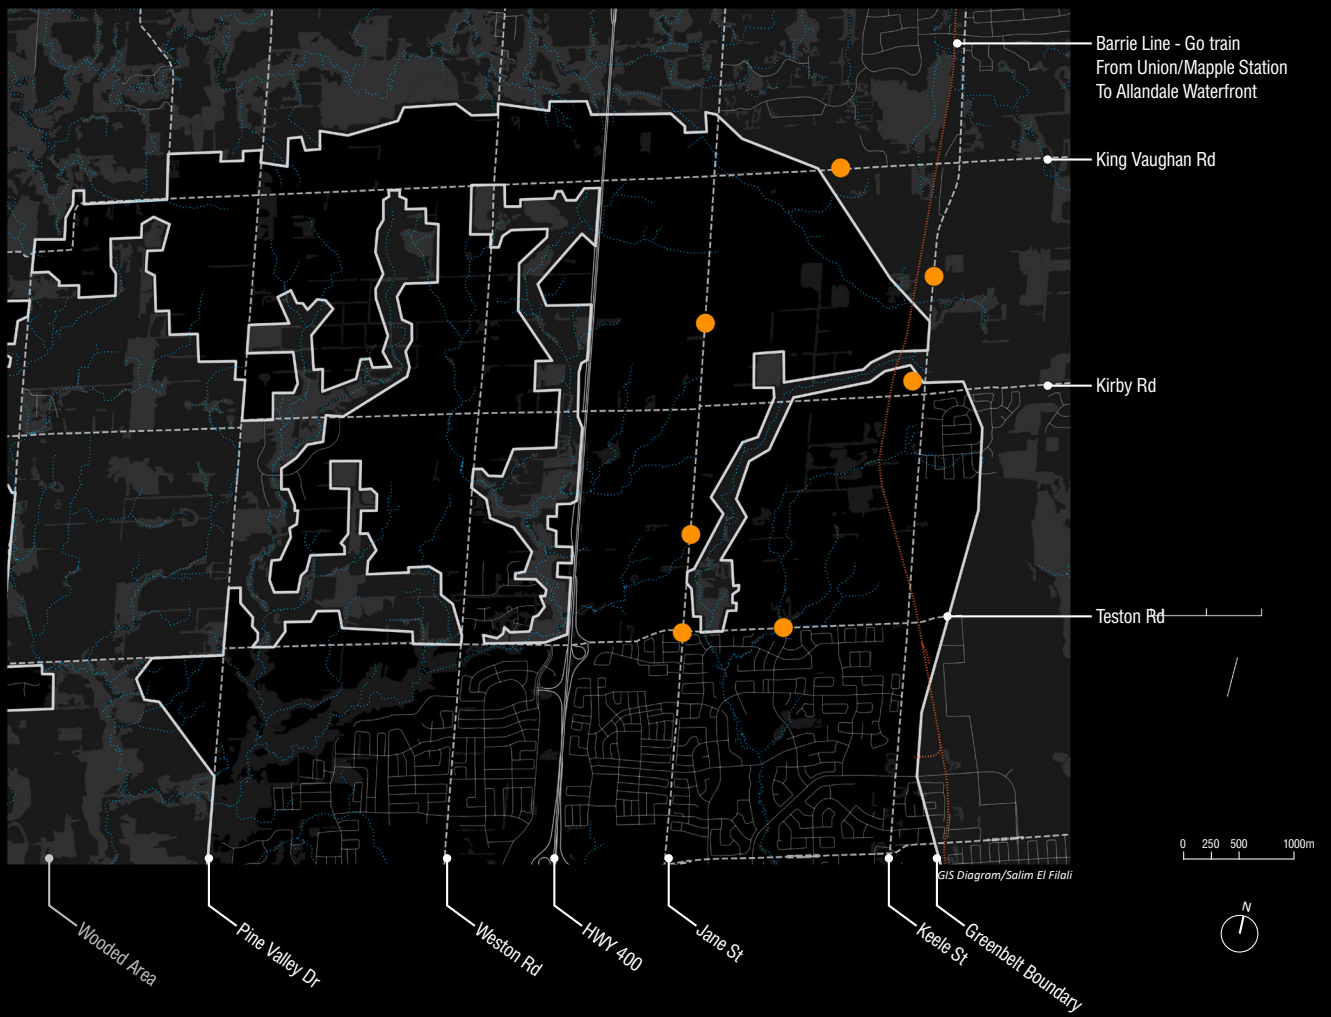 Barrie Line - Go train
From Union/Mapple Station
To Allandale Waterfront
King Vaughan Rd
Kirby Rd
Teston Rd
0 250 500 1000m
GIS Diagram/Salim El Filali
N
Wooded Area
Pine Valley Dr
Weston Rd
HWY 400
Jane St
Keele St
Greenbelt Boundary